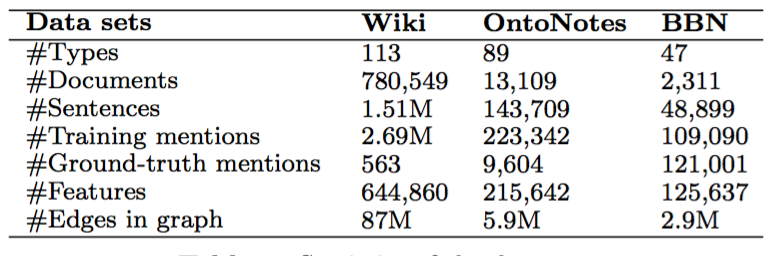 Data sets Wiki OntoNotes BBN
#Types 113 89 47
#Documents 780,549 13,109 2,311
#Sentences 1.51M 143,709 48,899
#Training mentions 2.69M 223,342 109,090
#Ground-truth mentions 563 9,604 121,001
#Features 644,860 215,642 125,637
#Edges in graph 87M 5.9M 2.9M